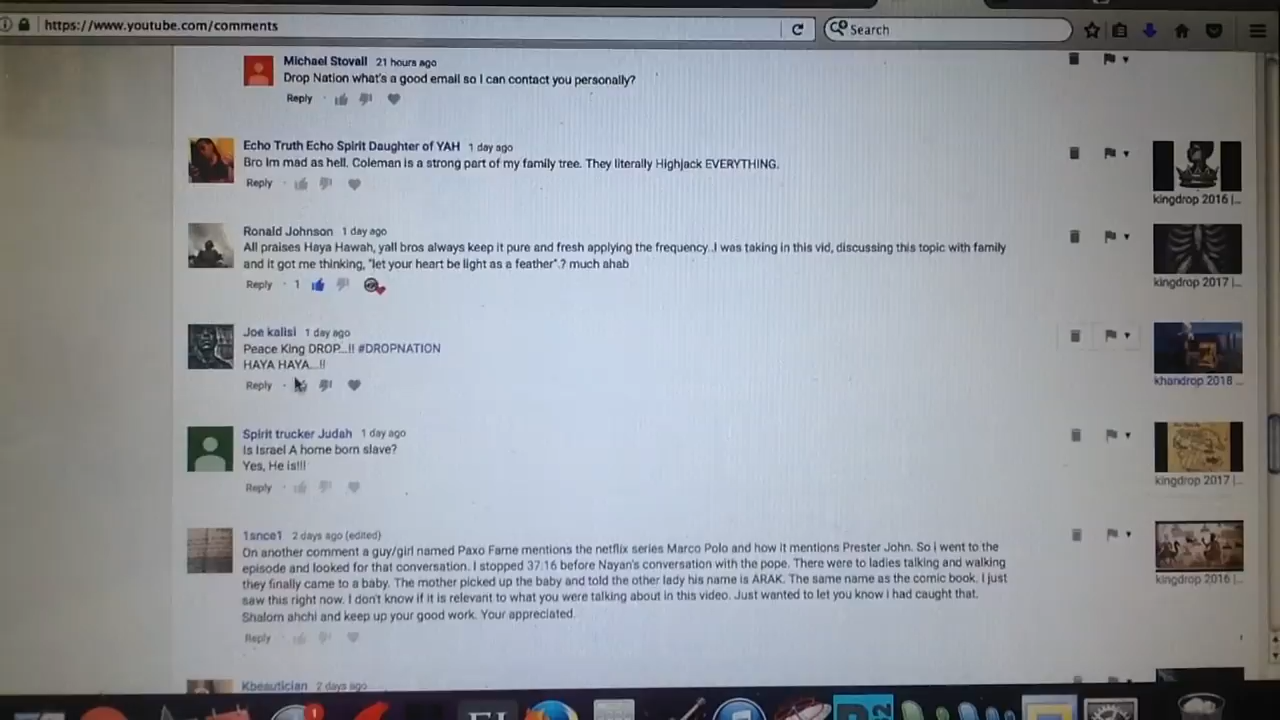 https://www.youtube.com/comments
Search
Michael Stovall 21 hours ago
Drop Nation what's a good email so I can contact you personally?
Reply
Echo Truth Echo Spirit Daughter of YAH 1 day ago
Bro Im mad as hell. Coleman is a strong part of my family tree. They literally Highjack EVERYTHING.
Reply
kingdrop 2016 |...
Ronald Johnson 1 day ago
All praises Haya Hawah, yall bros always keep it pure and fresh applying the frequency..I was taking in this vid, discussing this topic with family
and it got me thinking, "let your heart be light as a feather".? much ahab
Reply · 1
kingdrop 2017 |...
Joe kalisi 1 day ago
Peace King DROP...!! #DROPNATION
HAYA HAYA...!!
Reply
khandrop 2018 ...
Spirit trucker Judah 1 day ago
Is Israel A home born slave?
Yes, He is!!!
Reply
kingdrop 2017 |...
1ance1 2 days ago (edited)
On another comment a guy/girl named Paxo Fame mentions the netflix series Marco Polo and how it mentions Prester John. So i went to the
episode and looked for that conversation. I stopped 37:16 before Nayan's conversation with the pope. There were to ladies talking and walking
they finally came to a baby. The mother picked up the baby and told the other lady his name is ARAK. The same name as the comic book. I just
saw this right now. I don't know if it is relevant to what you were talking about in this video. Just wanted to let you know i had caught that.
Shalom ahchi and keep up your good work. Your appreciated.
Reply
kingdrop 2016 |...
Kbeautician 2 days ago